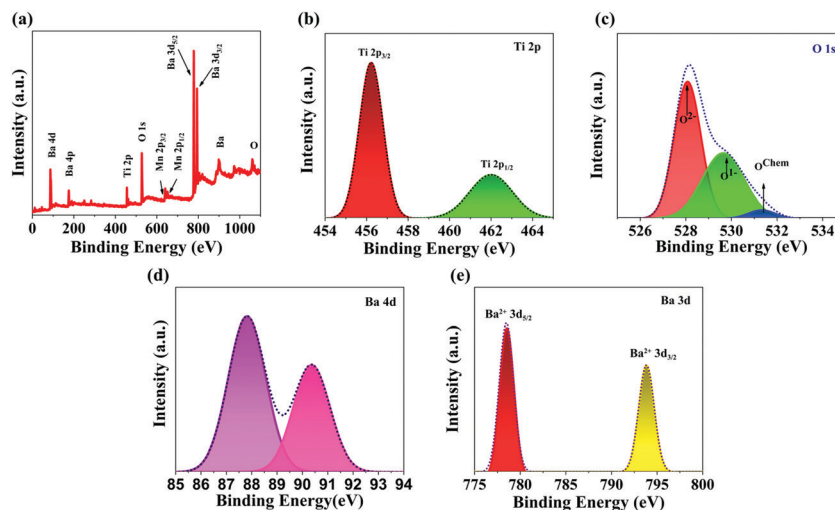 (a)
Intensity (a.u.)
Ba 4d
Ba 4p
Ti 2p
O 1s
Mn 2p3/2
Mn 2p1/2
Ba 3d5/2
Ba 3d3/2
Ba
O
0 200 400 600 800 1000
Binding Energy (eV)
(b)
Intensity (a.u.)
Ti 2p
Ti 2p3/2
Ti 2p1/2
454 456 458 460 462 464
Binding Energy (eV)
(c)
Intensity (a.u.)
O 1s
O2-
O1-
OChem
526 528 530 532 534
Binding Energy (eV)
(d)
Intensity (a.u.)
Ba 4d
85 86 87 88 89 90 91 92 93 94
Binding Energy(eV)
(e)
Intensity (a.u.)
Ba 3d
Ba2+ 3d5/2
Ba2+ 3d3/2
775 780 785 790 795 800
Binding Energy (eV)